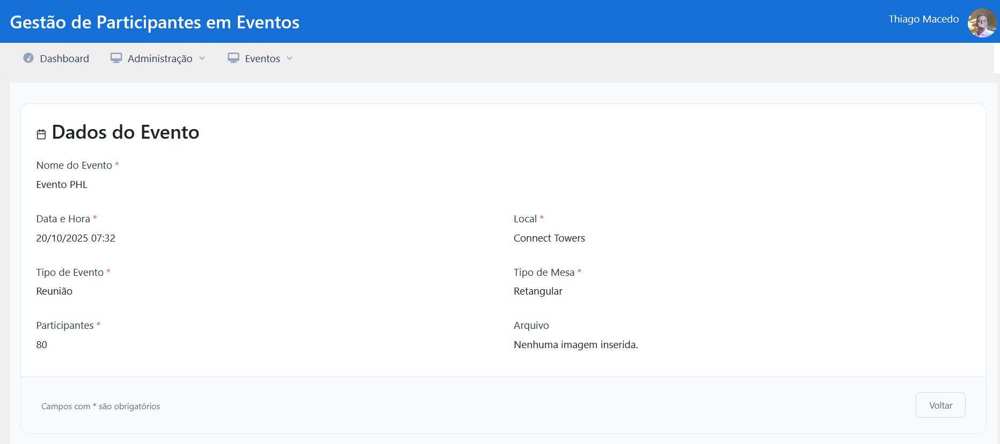 Gestão de Participantes em Eventos
Thiago Macedo
Dashboard
Administração
Eventos
Dados do Evento
Nome do Evento *
Evento PHL
Data e Hora *
20/10/2025 07:32
Local *
Connect Towers
Tipo de Evento *
Reunião
Tipo de Mesa *
Retangular
Participantes *
80
Arquivo
Nenhuma imagem inserida.
Campos com * são obrigatórios
Voltar